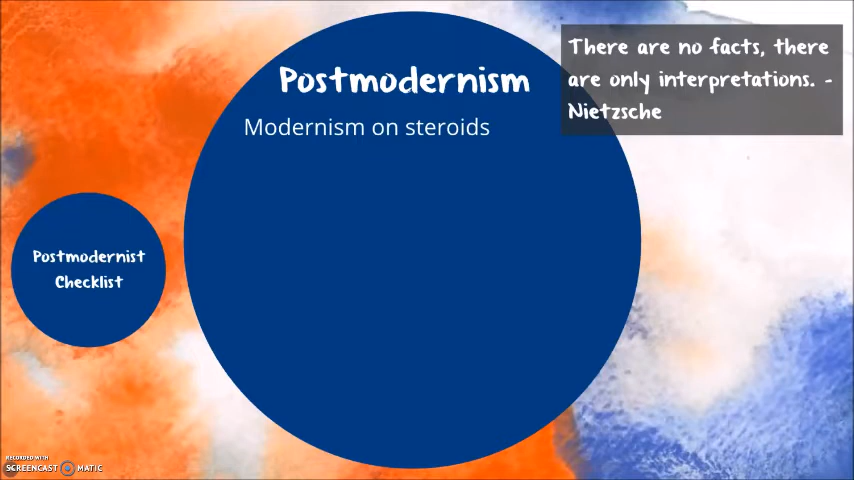 Postmodernism
Modernism on steroids
There are no facts, there
are only interpretations. -
Nietzsche
Postmodernist
Checklist
RECORDED WITH
SCREENCAST MATIC